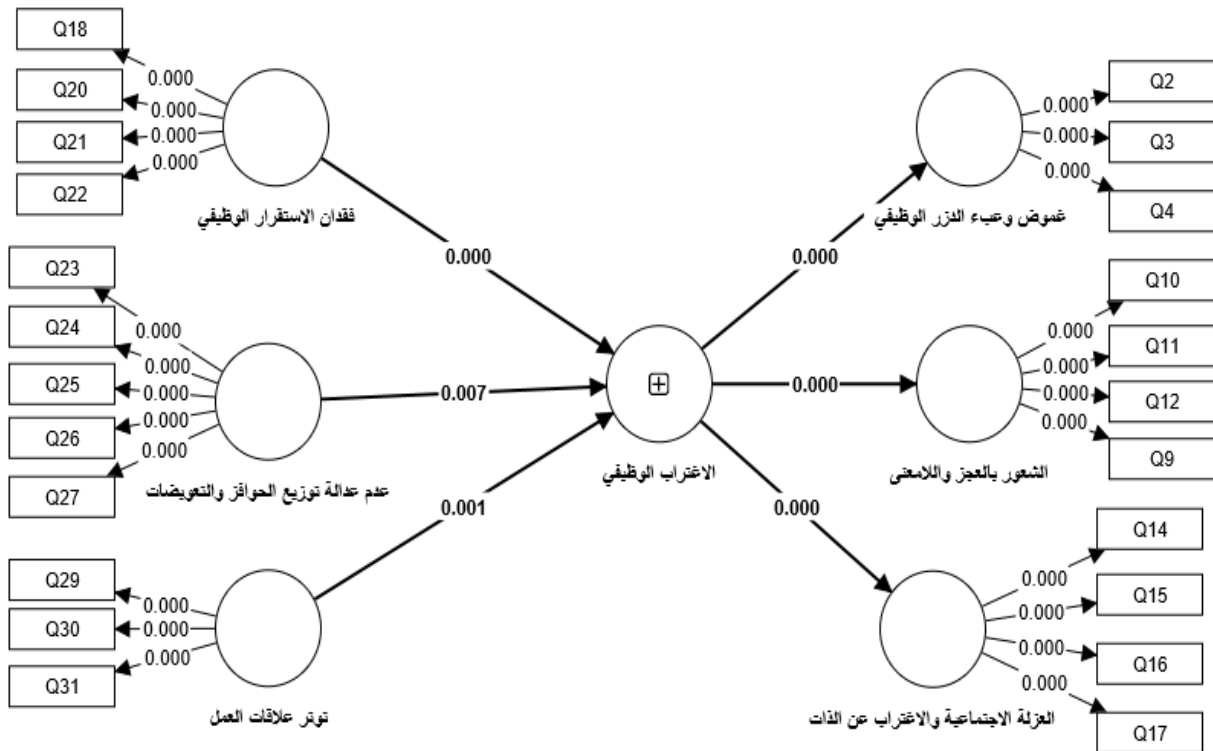 Q18
0.000
Q20
0.000
Q21
0.000
Q22
0.000
فقدان الاستقرار الوظيفي
0.000
Q23
0.000
Q24
0.000
Q25
0.000
Q26
0.000
Q27
0.000
عدم عدالة توزيع الحوافز والتعويضات
0.007
Q29
0.000
Q30
0.000
Q31
0.000
توتر علاقات العمل
0.001
الاغتراب الوظيفي
0.000
Q2
0.000
Q3
0.000
Q4
0.000
غموض وعبء الوظيفي
0.000
Q10
0.000
Q11
0.000
Q12
0.000
Q9
0.000
الشعور بالعجز واللامعنى
0.000
Q14
0.000
Q15
0.000
Q16
0.000
Q17
0.000
العزلة الاجتماعية والاغتراب عن الذات